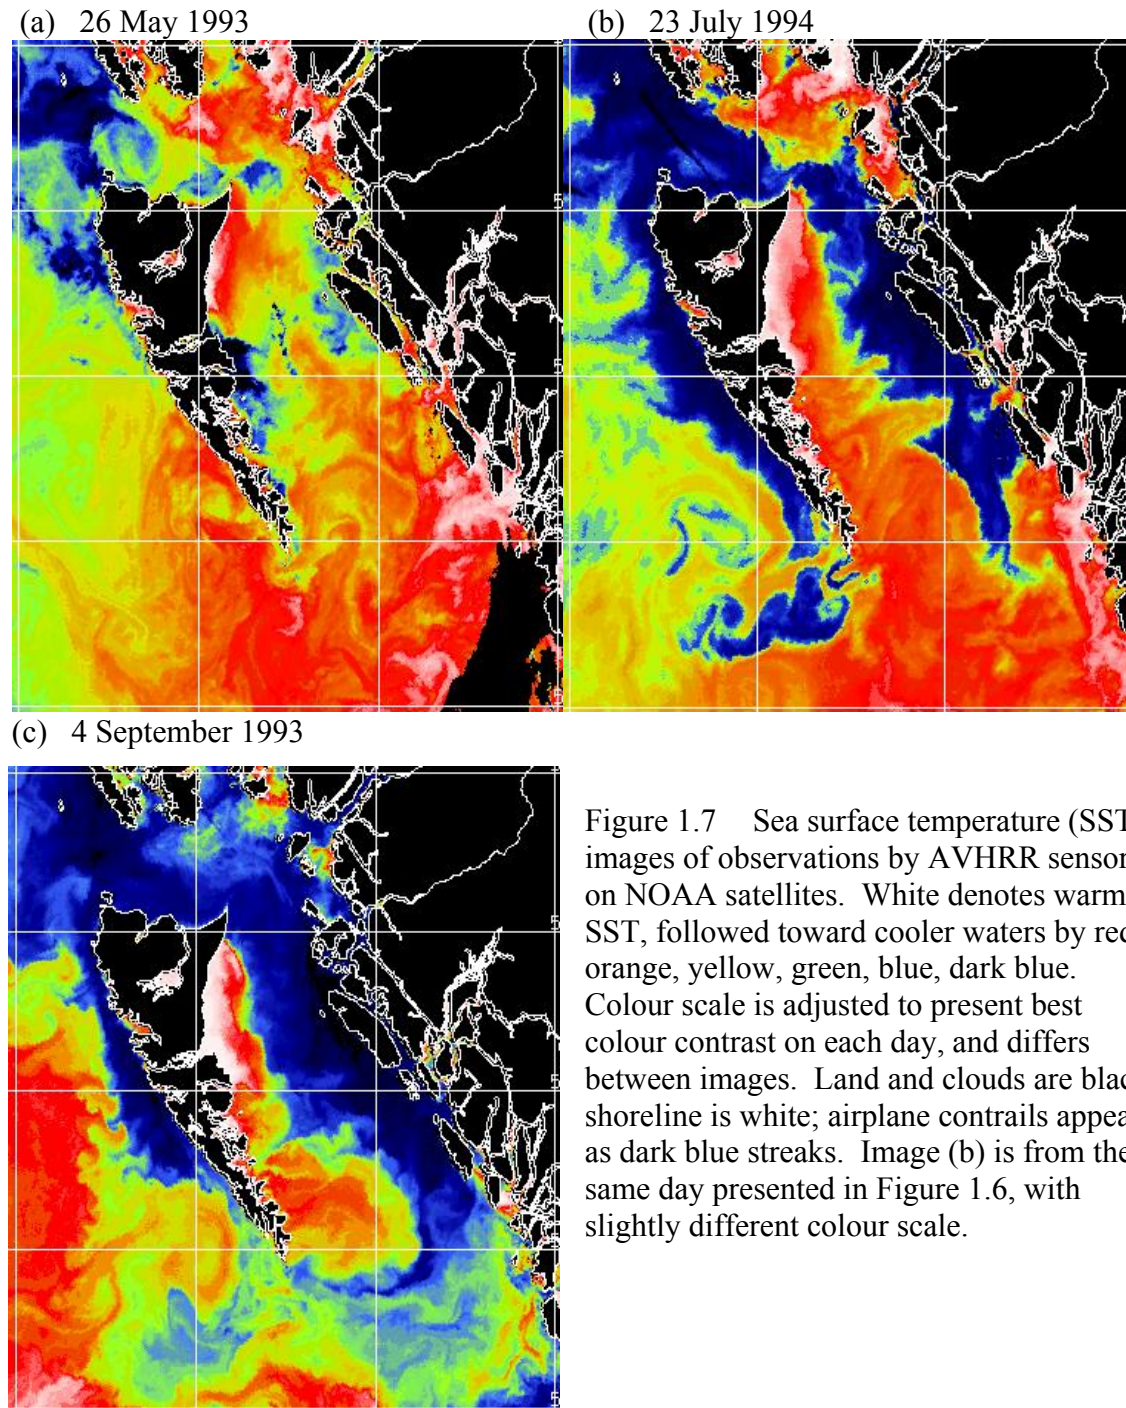 (a) 26 May 1993
(b) 23 July 1994
(c) 4 September 1993
Figure 1.7 Sea surface temperature (SST
images of observations by AVHRR sensor
on NOAA satellites. White denotes warm
SST, followed toward cooler waters by red
orange, yellow, green, blue, dark blue.
Colour scale is adjusted to present best
colour contrast on each day, and differs
between images. Land and clouds are blac
shoreline is white; airplane contrails appea
as dark blue streaks. Image (b) is from the
same day presented in Figure 1.6, with
slightly different colour scale.